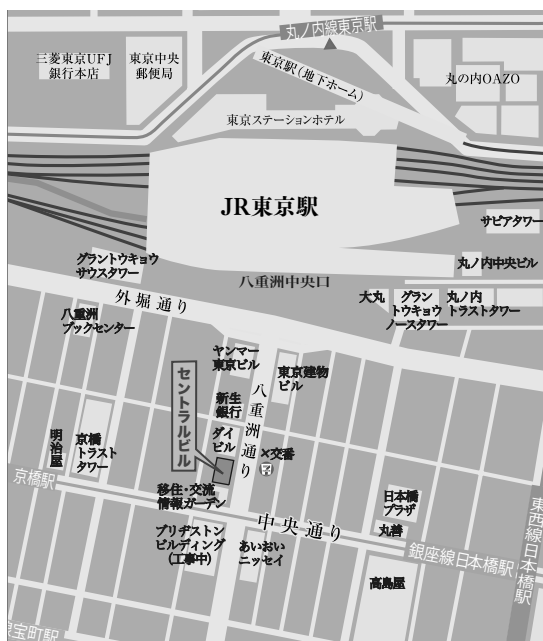 丸ノ内線東京駅
三菱東京UFJ
銀行本店
東京中央
郵便局
東京駅(地下ホーム)
丸の内OAZO
東京ステーションホテル
JR東京駅
サピアタワー
グラントウキョウ
サウスタワー
丸ノ内中央ビル
八重洲中央口
外堀通り
大丸
グラン
トウキョウ
ノースタワー
丸ノ内
トラストタワー
八重洲
ブックセンター
ヤンマー
東京ビル
東京建物
ビル
セントラルビル
新生
銀行
八重洲通り
ダイ
ビル
×交番
明治屋
京橋
トラスト
タワー
京橋駅
移住・交流
情報ガーデン
中央通り
日本橋
プラザ
丸善
東西線日本橋駅
ブリヂストン
ビルディング
(工事中)
あいおい
ニッセイ
銀座線日本橋駅
高島屋
宝町駅